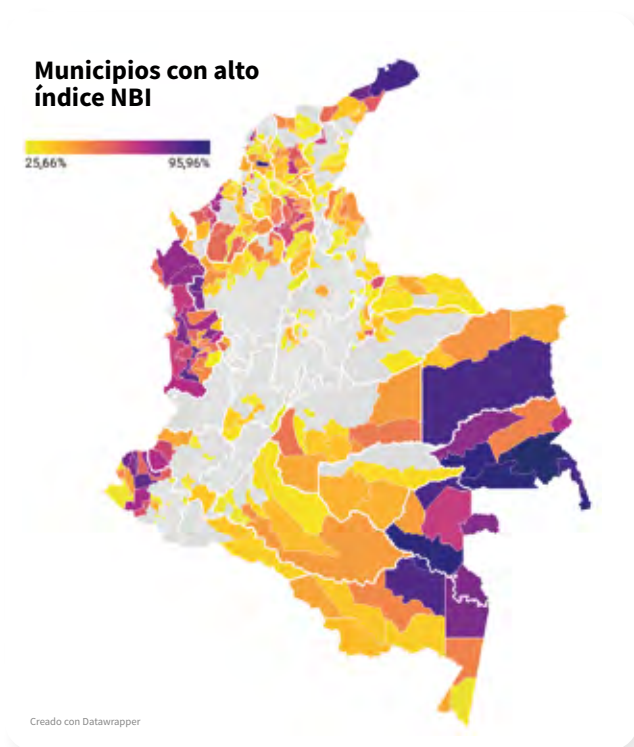 Municipios con alto
índice NBI
25,66%
95,96%
Creado con Datawrapper